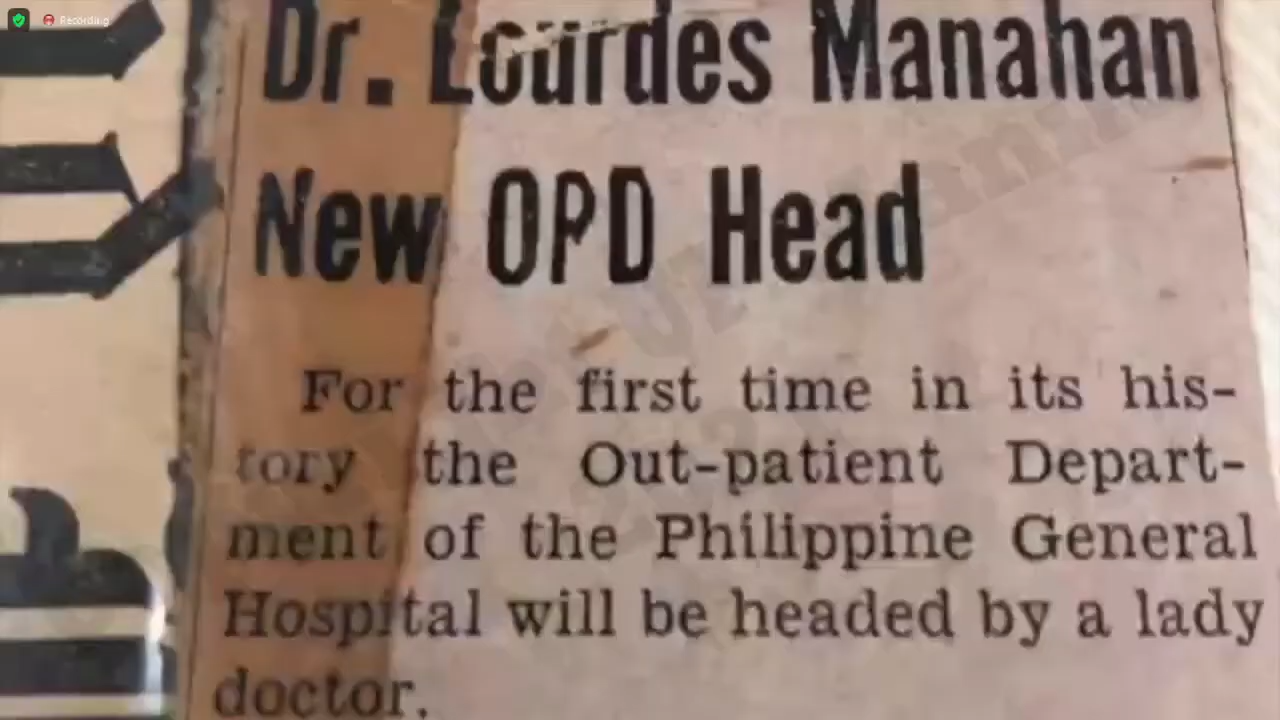 Recording
Dr. Lourdes Manahan
New OPD Head
For the first time in its his-
tory the Out-patient Depart-
ment of the Philippine General
Hospital will be headed by a lady
doctor.